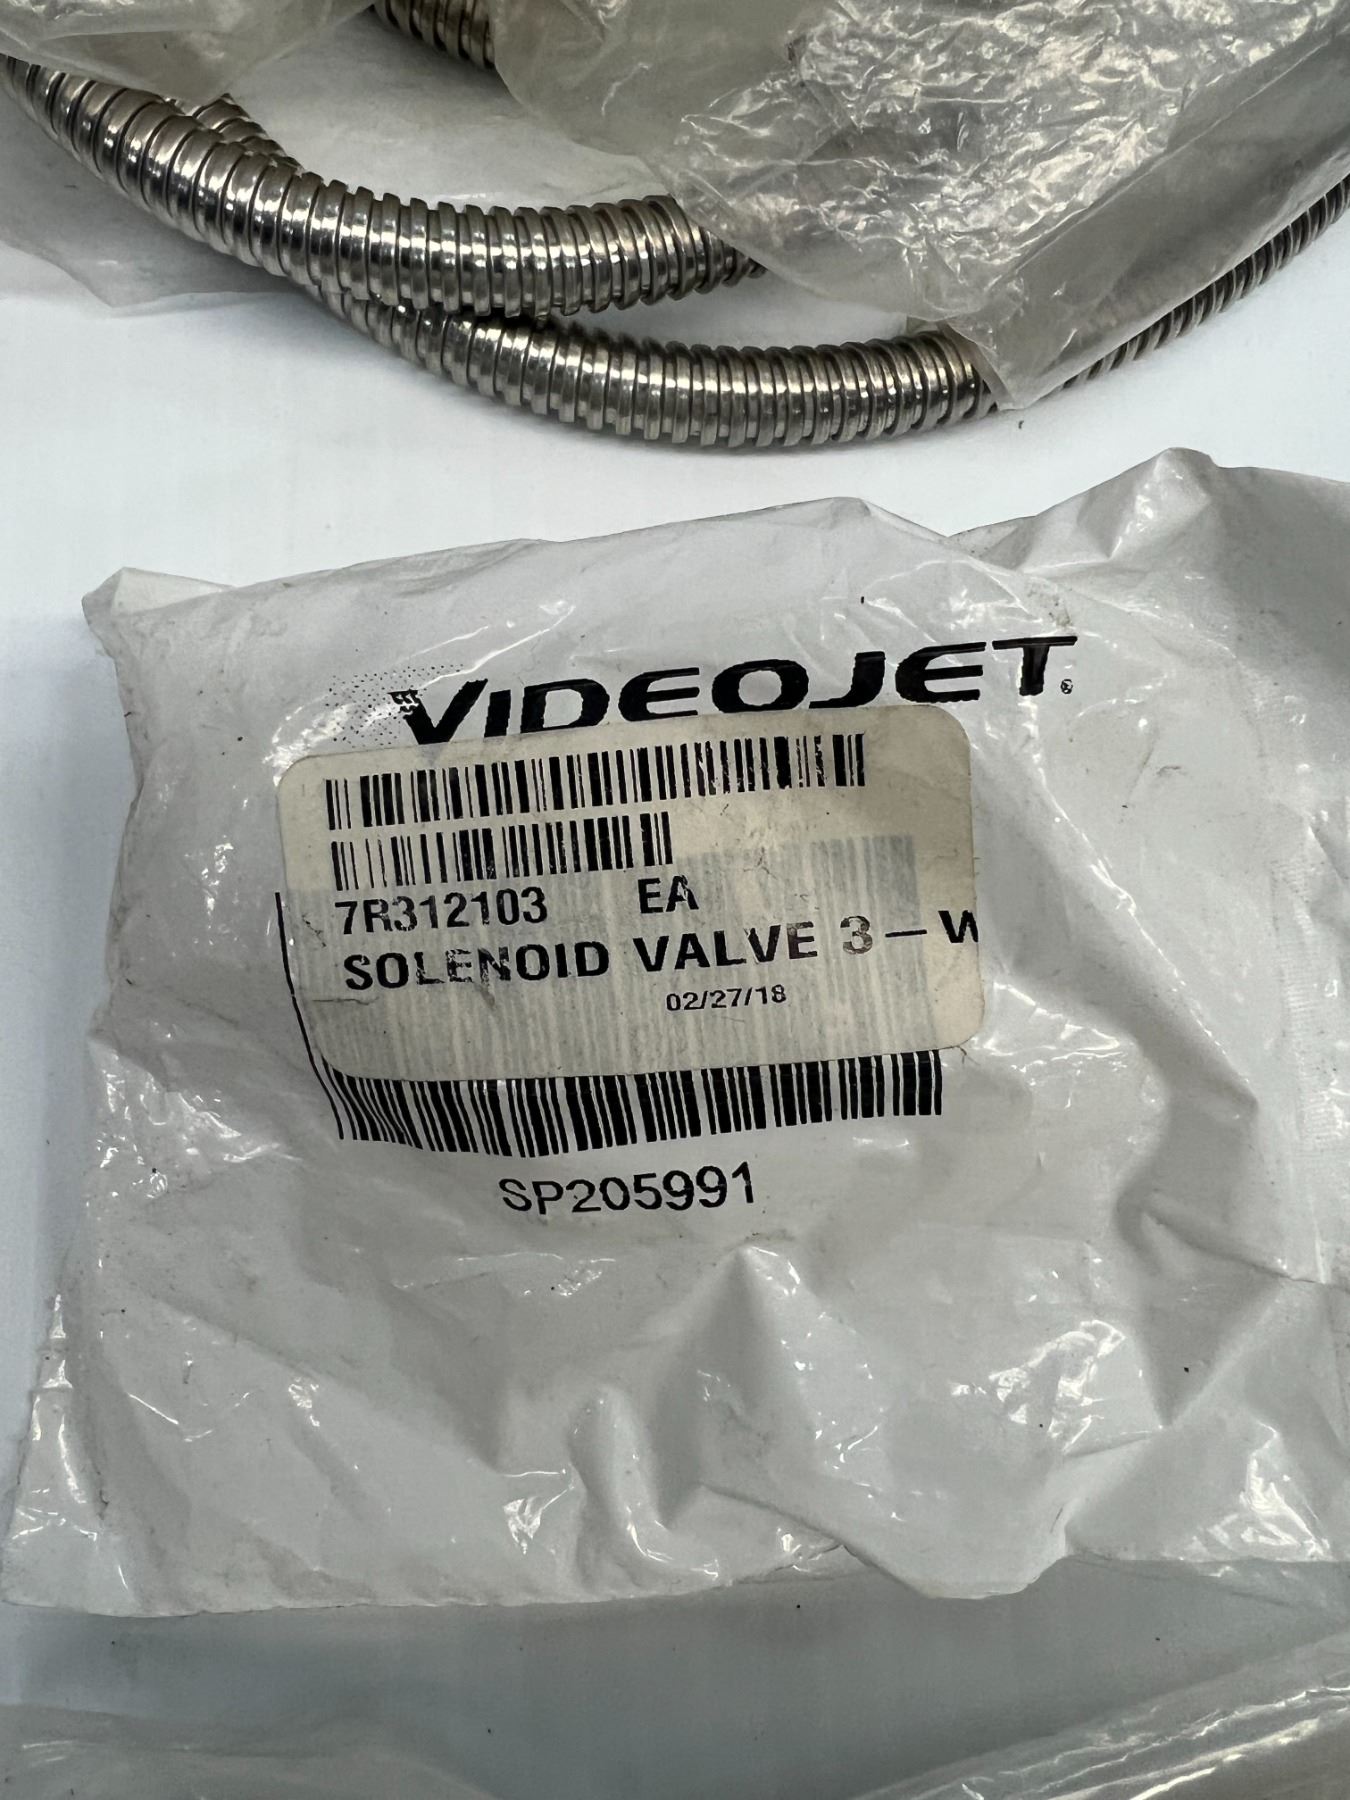 VIDEOJET®
7R312103 EA
SOLENOID VALVE 3-W
02/27/18
SP205991